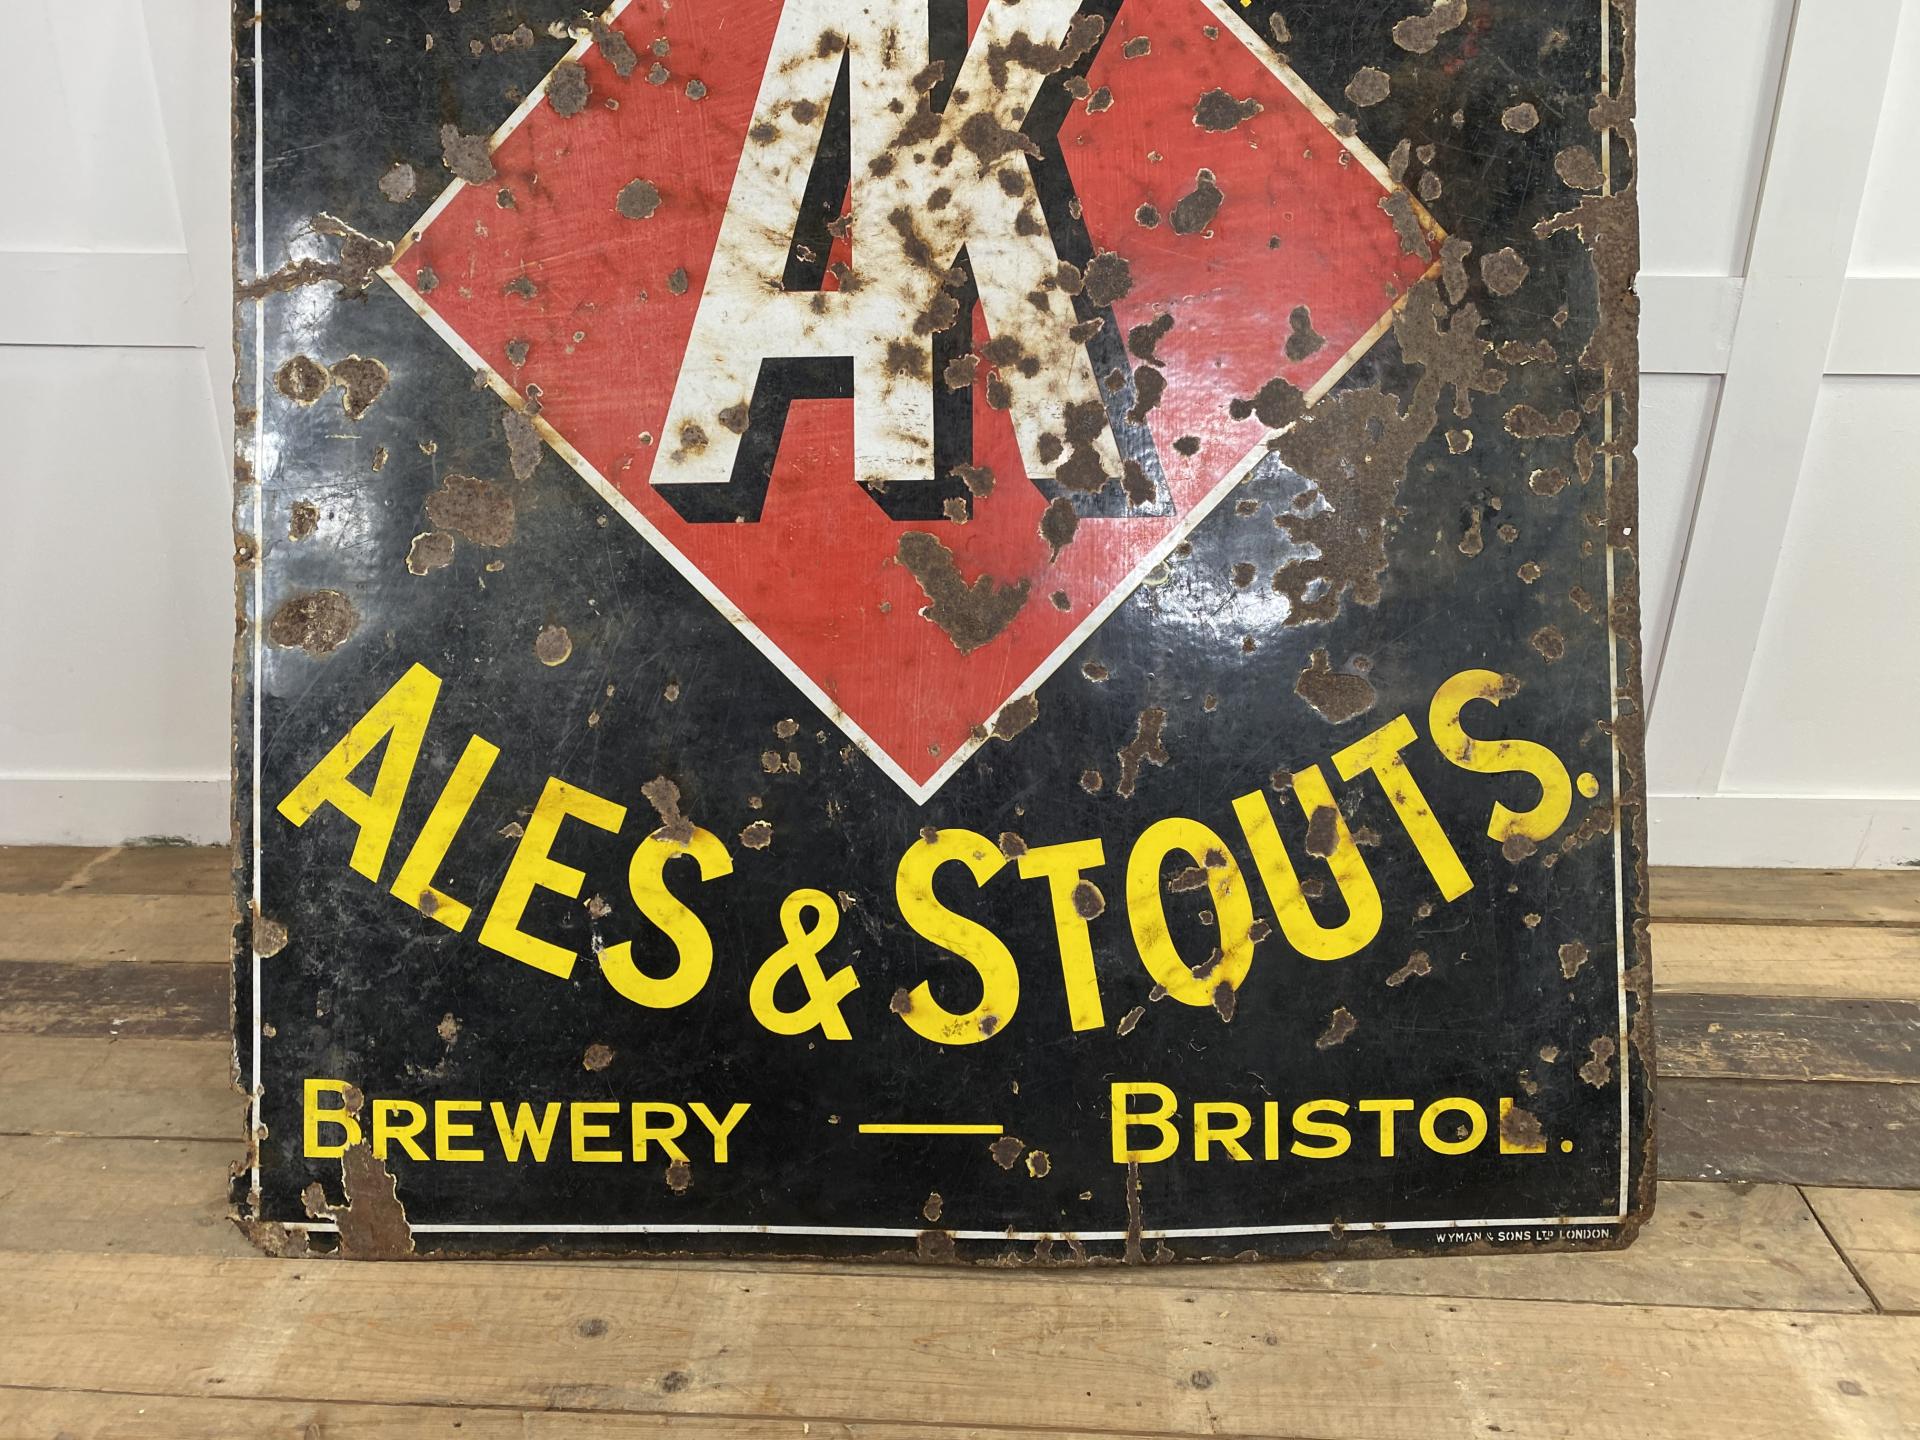 AK
ALES & STOUTS.
BREWERY — BRISTOL.
WYMAN & SONS LTD LONDON.